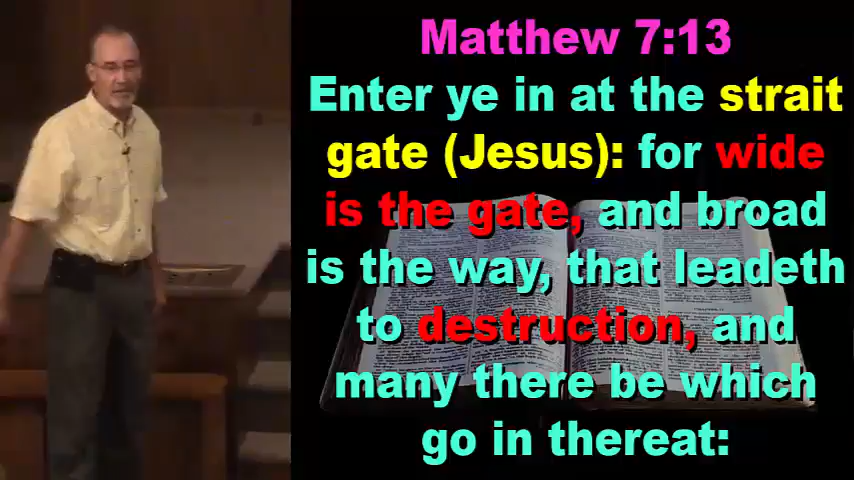 Matthew 7:13
Enter ye in at the strait
gate (Jesus): for wide
is the gate, and broad
is the way, that leadeth
to destruction, and
many there be which
go in thereat: